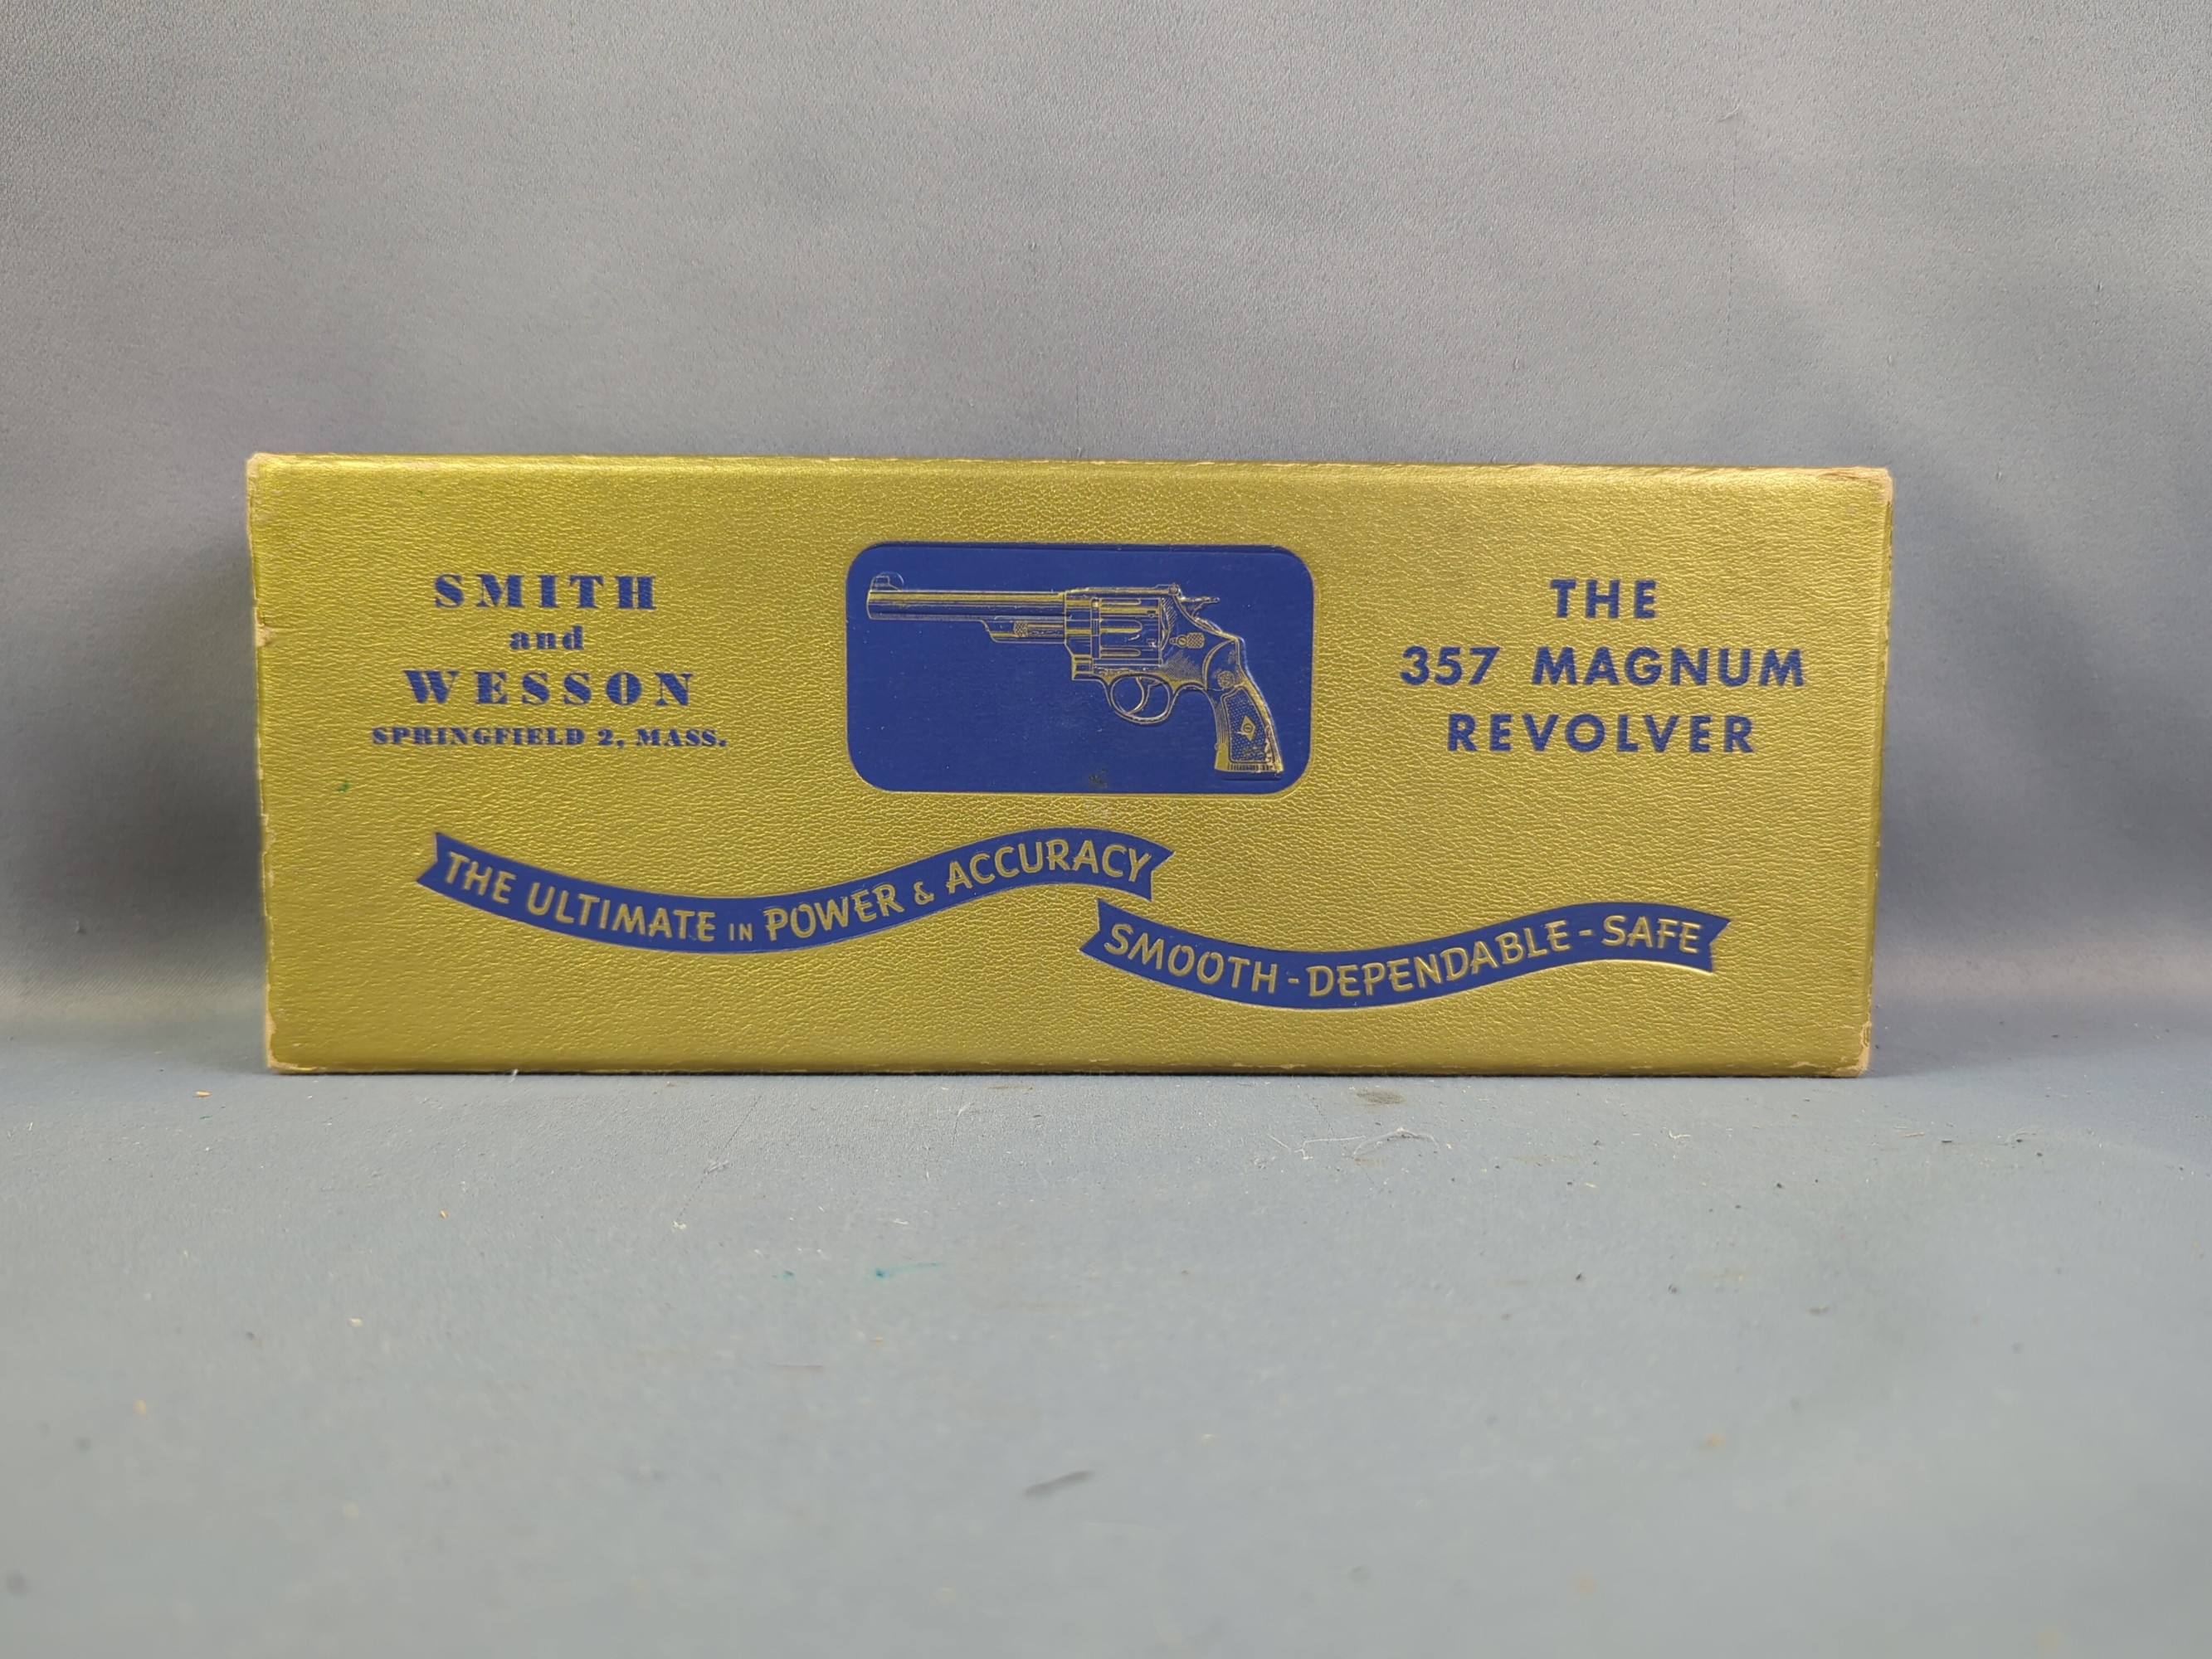 SMITH
and
WESSON
SPRINGFIELD 2, MASS.
THE
357 MAGNUM
REVOLVER
THE ULTIMATE IN POWER & ACCURACY
SMOOTH - DEPENDABLE - SAFE